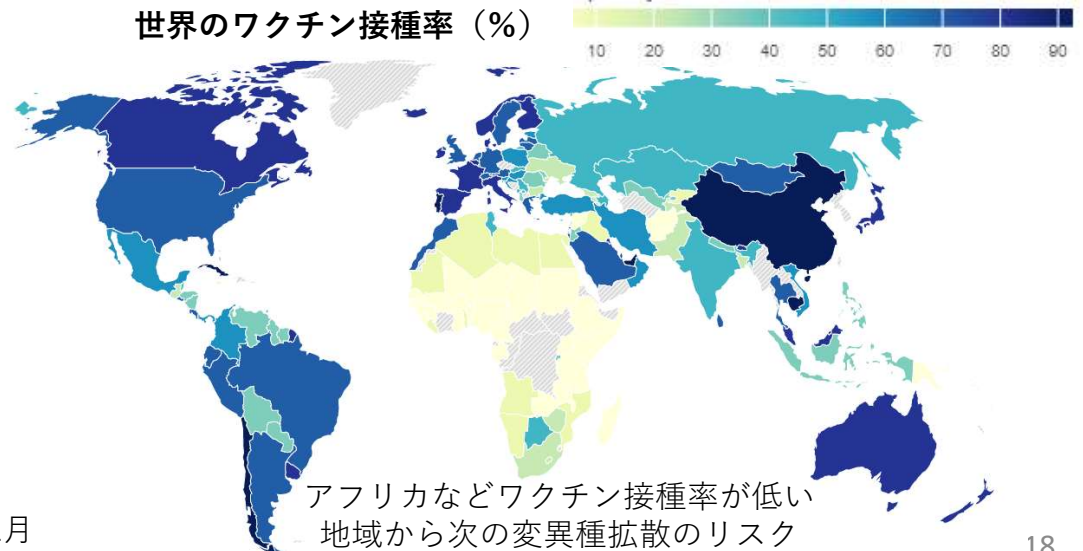 世界のワクチン接種率（%）
10 20 30 40 50 60 70 80 90
アフリカなどワクチン接種率が低い
地域から次の変異種拡散のリスク
月
18